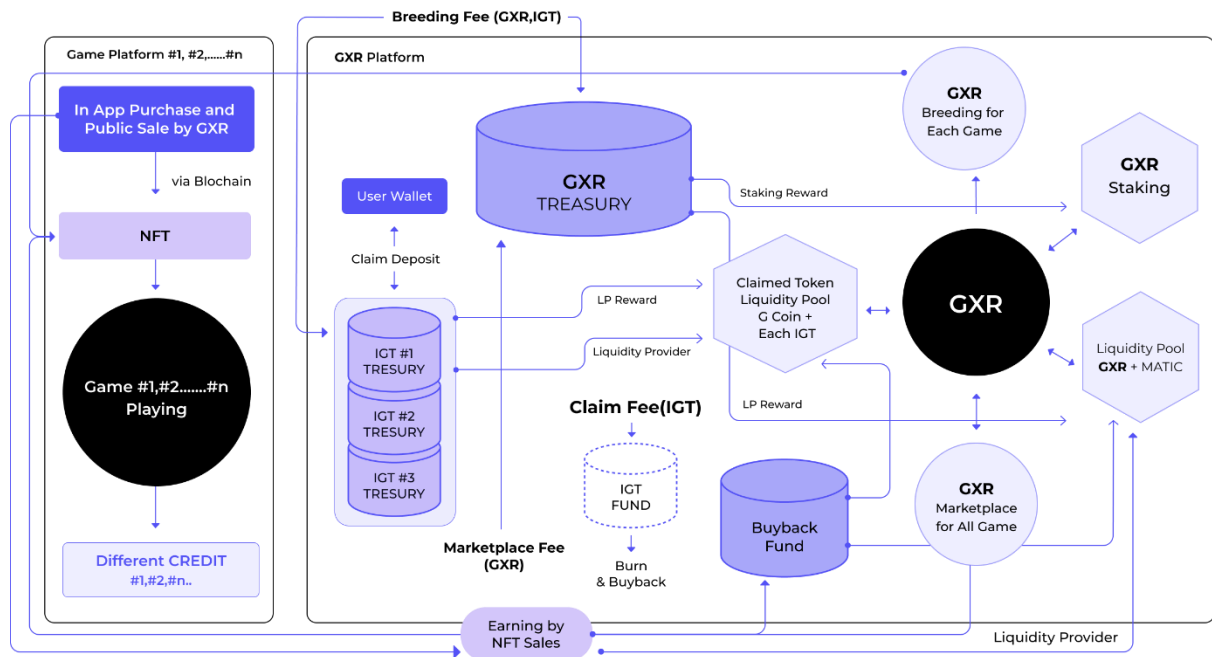 Breeding Fee (GXR,IGT)
Game Platform #1, #2,......#n
In App Purchase and
Public Sale by GXR
via Blochain
NFT
Game #1,#2.......#n
Playing
Different CREDIT
#1,#2,#n..
GXR Platform
GXR
TREASURY
User Wallet
Claim Deposit
IGT #1
TRESURY
IGT #2
TRESURY
IGT #3
TRESURY
LP Reward
Liquidity Provider
Staking Reward
Claimed Token
Liquidity Pool
G Coin +
Each IGT
GXR
Breeding for
Each Game
GXR
Staking
GXR
Liquidity Pool
GXR + MATIC
LP Reward
Claim Fee(IGT)
IGT
FUND
Burn
& Buyback
Marketplace Fee
(GXR)
Buyback
Fund
GXR
Marketplace
for All Game
Earning by
NFT Sales
Liquidity Provider